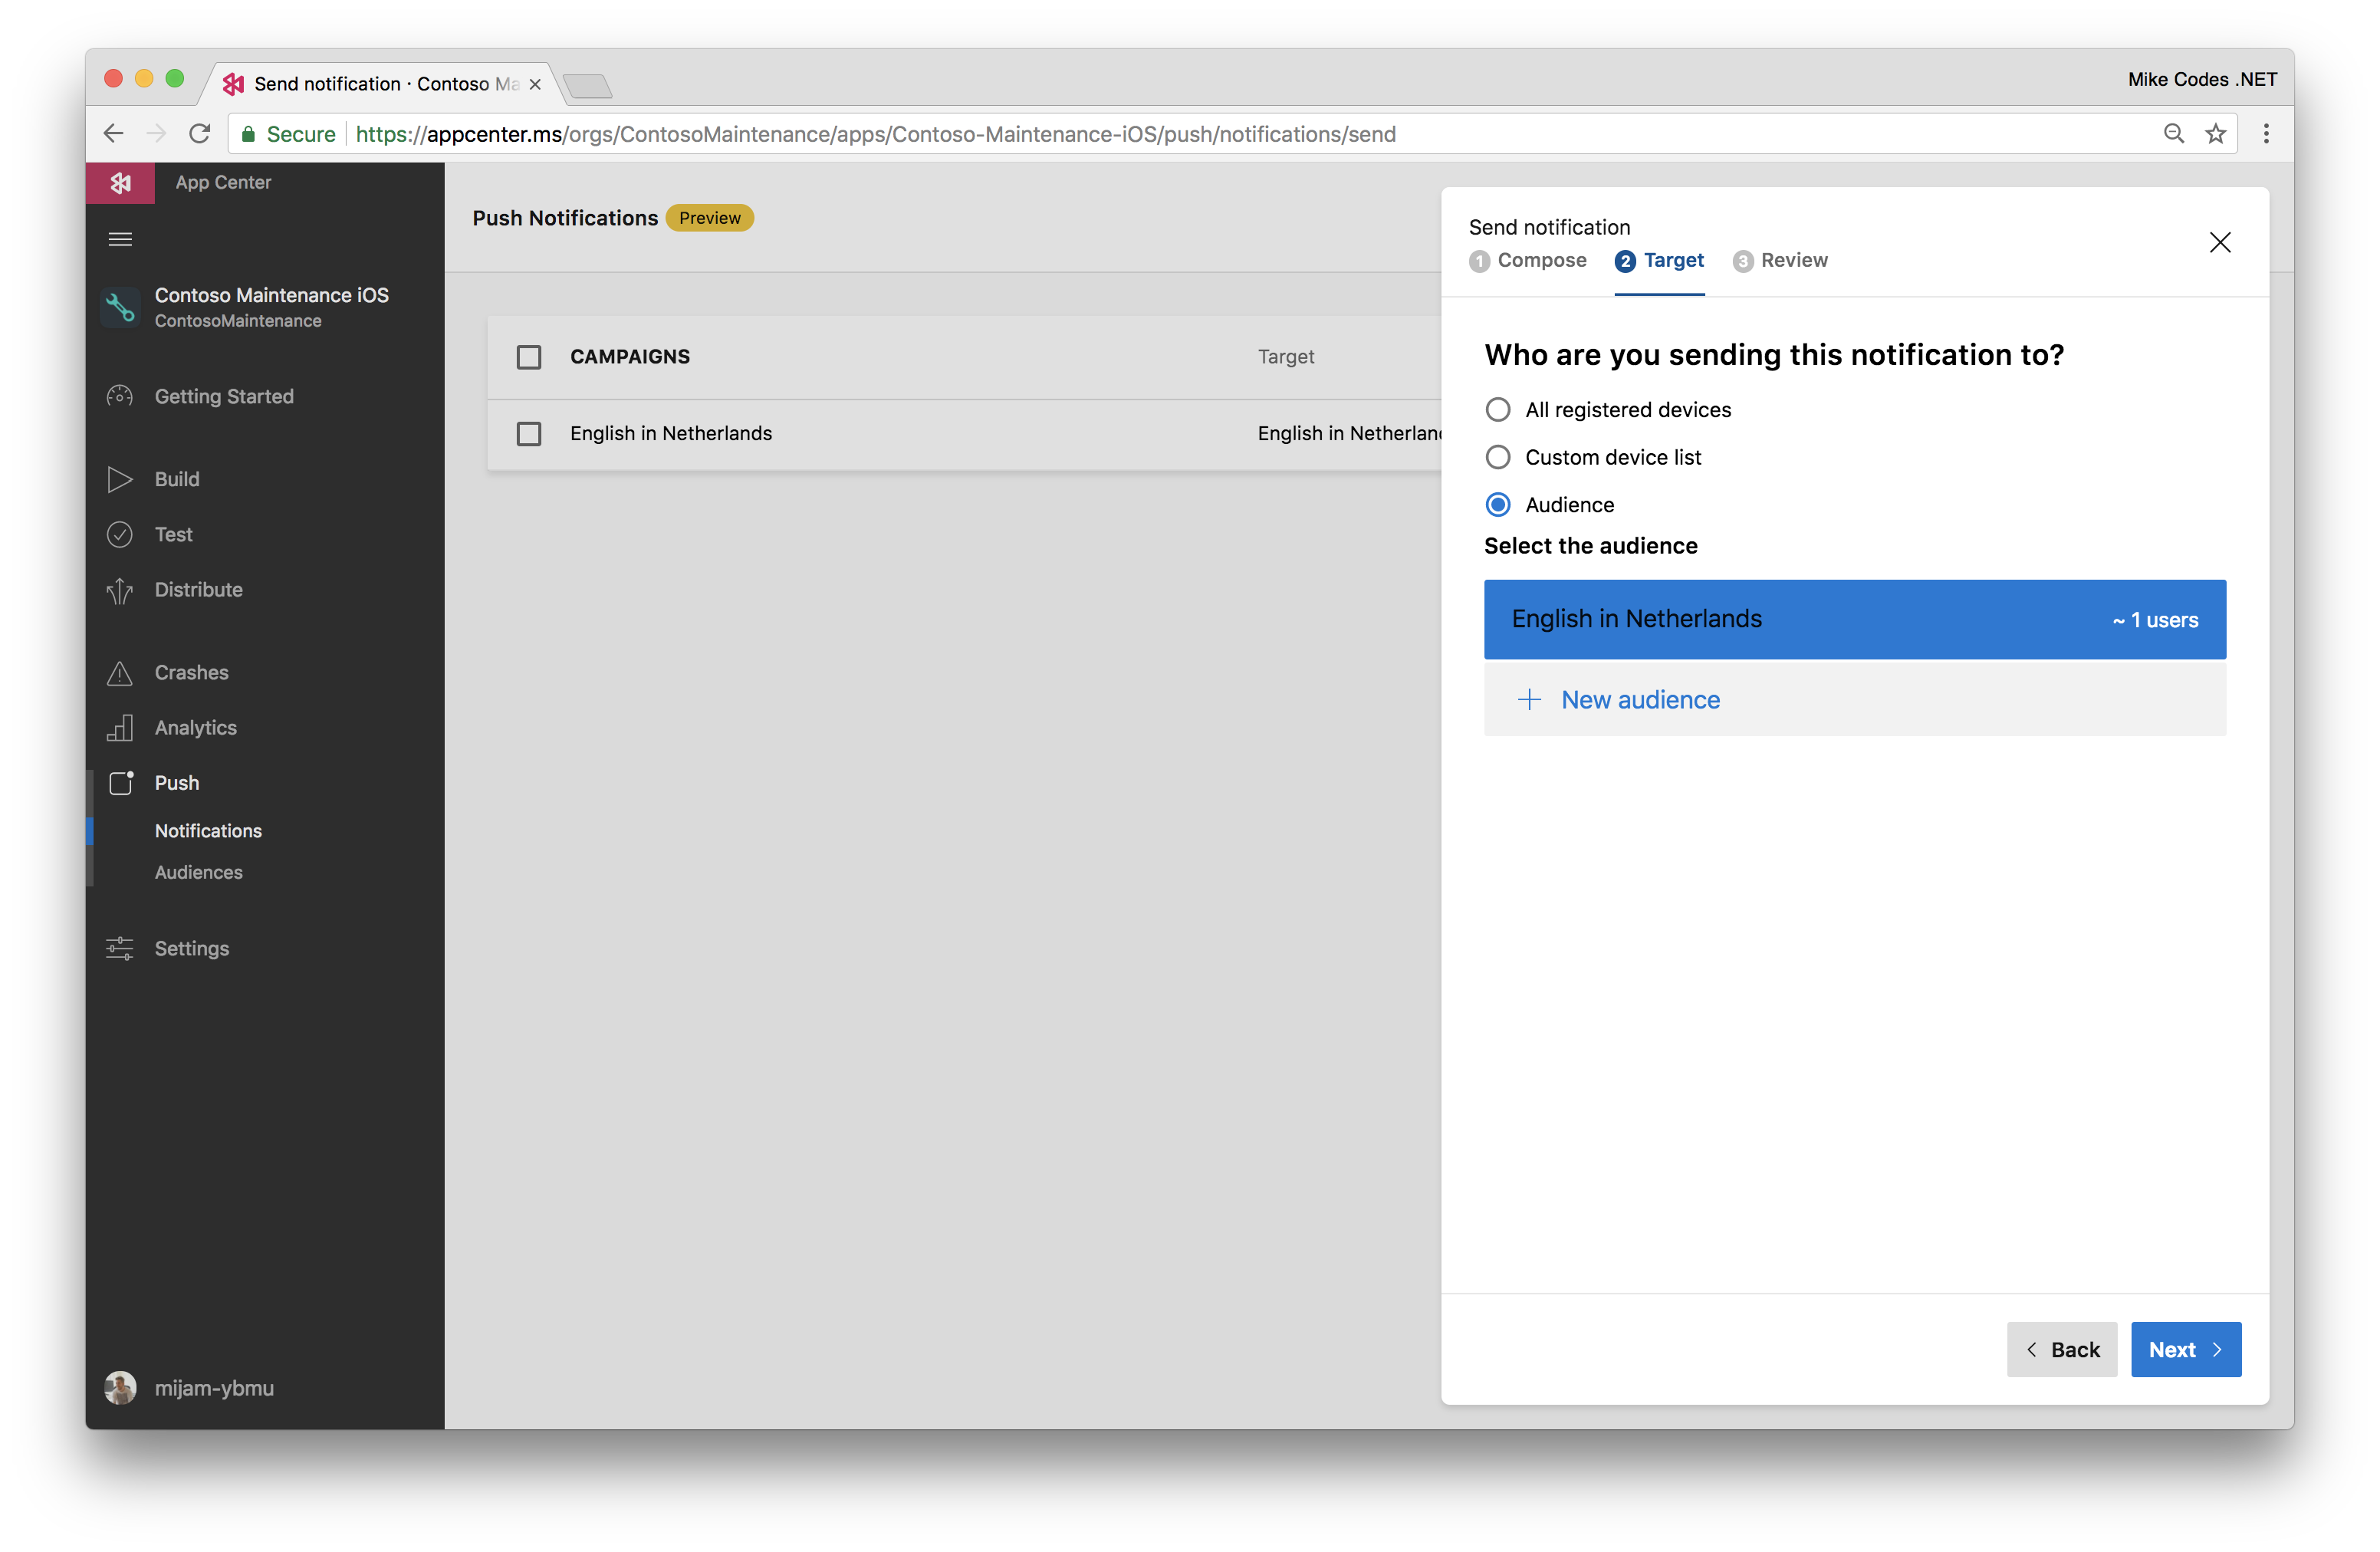 Send notification · Contoso Ma
Mike Codes .NET
Secure
https://appcenter.ms/orgs/ContosoMaintenance/apps/Contoso-Maintenance-iOS/push/notifications/send
App Center
Contoso Maintenance iOS
ContosoMaintenance
Getting Started
Build
Test
Distribute
Crashes
Analytics
Push
Notifications
Audiences
Settings
mijam-ybmu
Push Notifications Preview
CAMPAIGNS Target
English in Netherlands English in Netherlan
Send notification
1 Compose 2 Target 3 Review
Who are you sending this notification to?
All registered devices
Custom device list
Audience
Select the audience
English in Netherlands ~ 1 users
New audience
Back Next